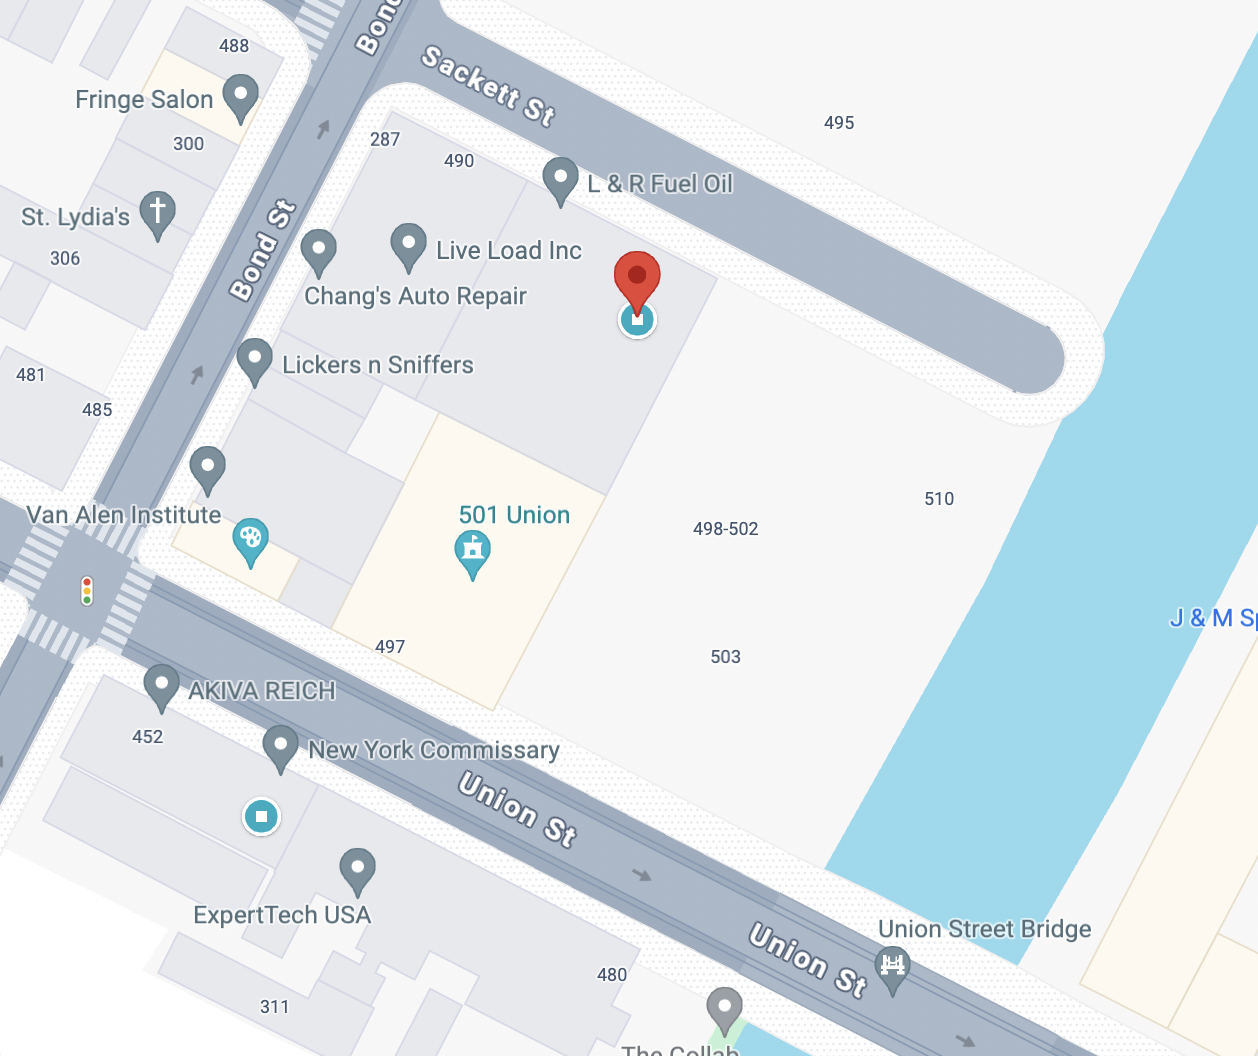 Bond
488
Sackett St
495
Fringe Salon
287
300
490
L & R Fuel Oil
St. Lydia's
Bond St
306
Live Load Inc
Chang's Auto Repair
Lickers n Sniffers
481
485
510
Van Alen Institute
501 Union
498-502
J & M Sp
497
503
AKIVA REICH
452
New York Commissary
Union St
ExpertTech USA
Union St
Union Street Bridge
480
311
The Collab